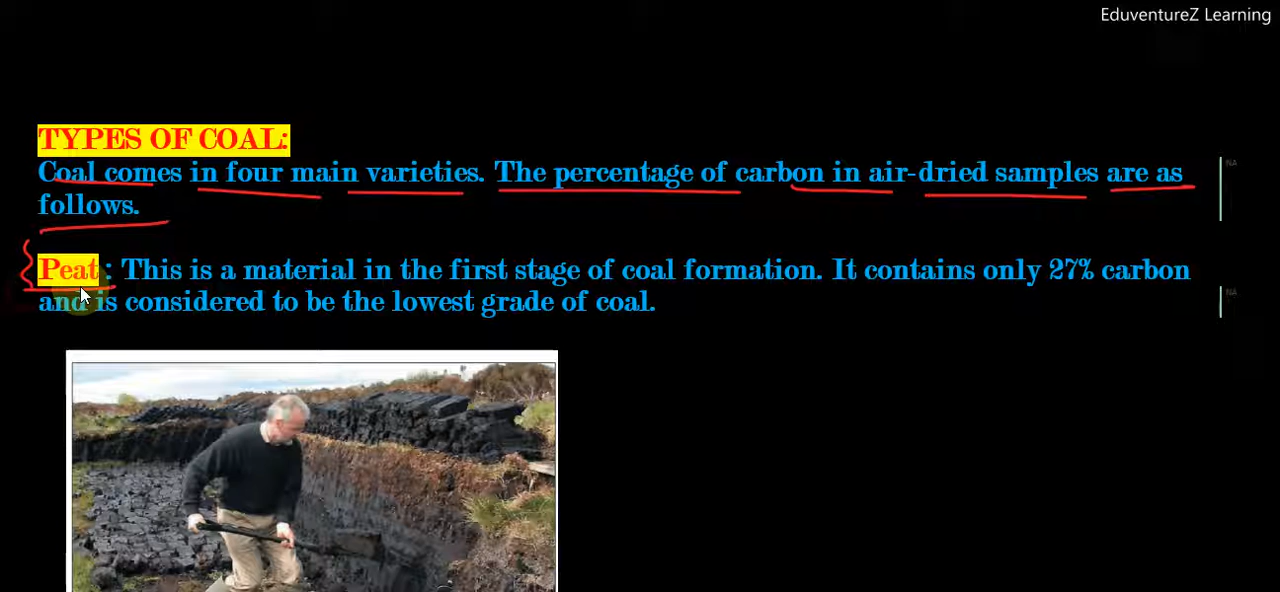 EduventureZ Learning
TYPES OF COAL:
Coal comes in four main varieties. The percentage of carbon in air-dried samples are as
follows.
NA
Peat : This is a material in the first stage of coal formation. It contains only 27% carbon
and is considered to be the lowest grade of coal.
NA